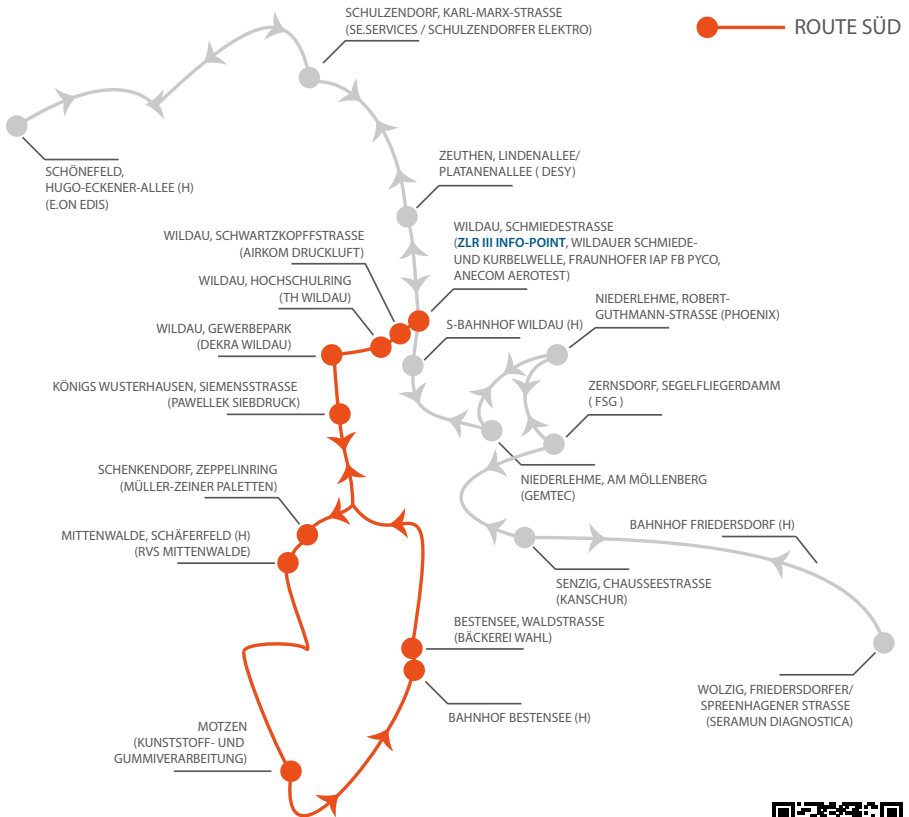 SCHULZENDORF, KARL-MARX-STRASSE
(SE.SERVICES / SCHULZENDORFER ELEKTRO)
ROUTE SÜD
ZEUTHEN, LINDENALLEE/
PLATANENALLEE ( DESY)
SCHÖNEFELD,
HUGO-ECKENER-ALLEE (H)
(E.ON EDIS)
WILDAU, SCHMIEDESTRASSE
(ZLR III INFO-POINT, WILDAUER SCHMIEDE-
UND KURBELWELLE, FRAUNHOFER IAP FB PYCO,
ANECOM AEROTEST)
WILDAU, SCHWARTZKOPFFSTRASSE
(AIRKOM DRUCKLUFT)
WILDAU, HOCHSCHULRING
(TH WILDAU)
NIEDERLEHME, ROBERT-
GUTHMANN-STRASSE (PHOENIX)
S-BAHNHOF WILDAU (H)
WILDAU, GEWERBEPARK
(DEKRA WILDAU)
KÖNIGS WUSTERHAUSEN, SIEMENSSTRASSE
(PAWELLEK SIEBDRUCK)
ZERNSDORF, SEGELFLIEGERDAMM
( FSG )
SCHENKENDORF, ZEPPELINRING
(MÜLLER-ZEINER PALETTEN)
NIEDERLEHME, AM MÖLLENBERG
(GEMTEC)
MITTENWALDE, SCHÄFERFELD (H)
(RVS MITTENWALDE)
BAHNHOF FRIEDERSDORF (H)
SENZIG, CHAUSSEESTRASSE
(KANSCHUR)
BESTENSEE, WALDSTRASSE
(BÄCKEREI WAHL)
WOLZIG, FRIEDERSDORFER/
SPREENHAGENER STRASSE
(SERAMUN DIAGNOSTICA)
BAHNHOF BESTENSEE (H)
MOTZEN
(KUNSTSTOFF- UND
GUMMIVERARBEITUNG)